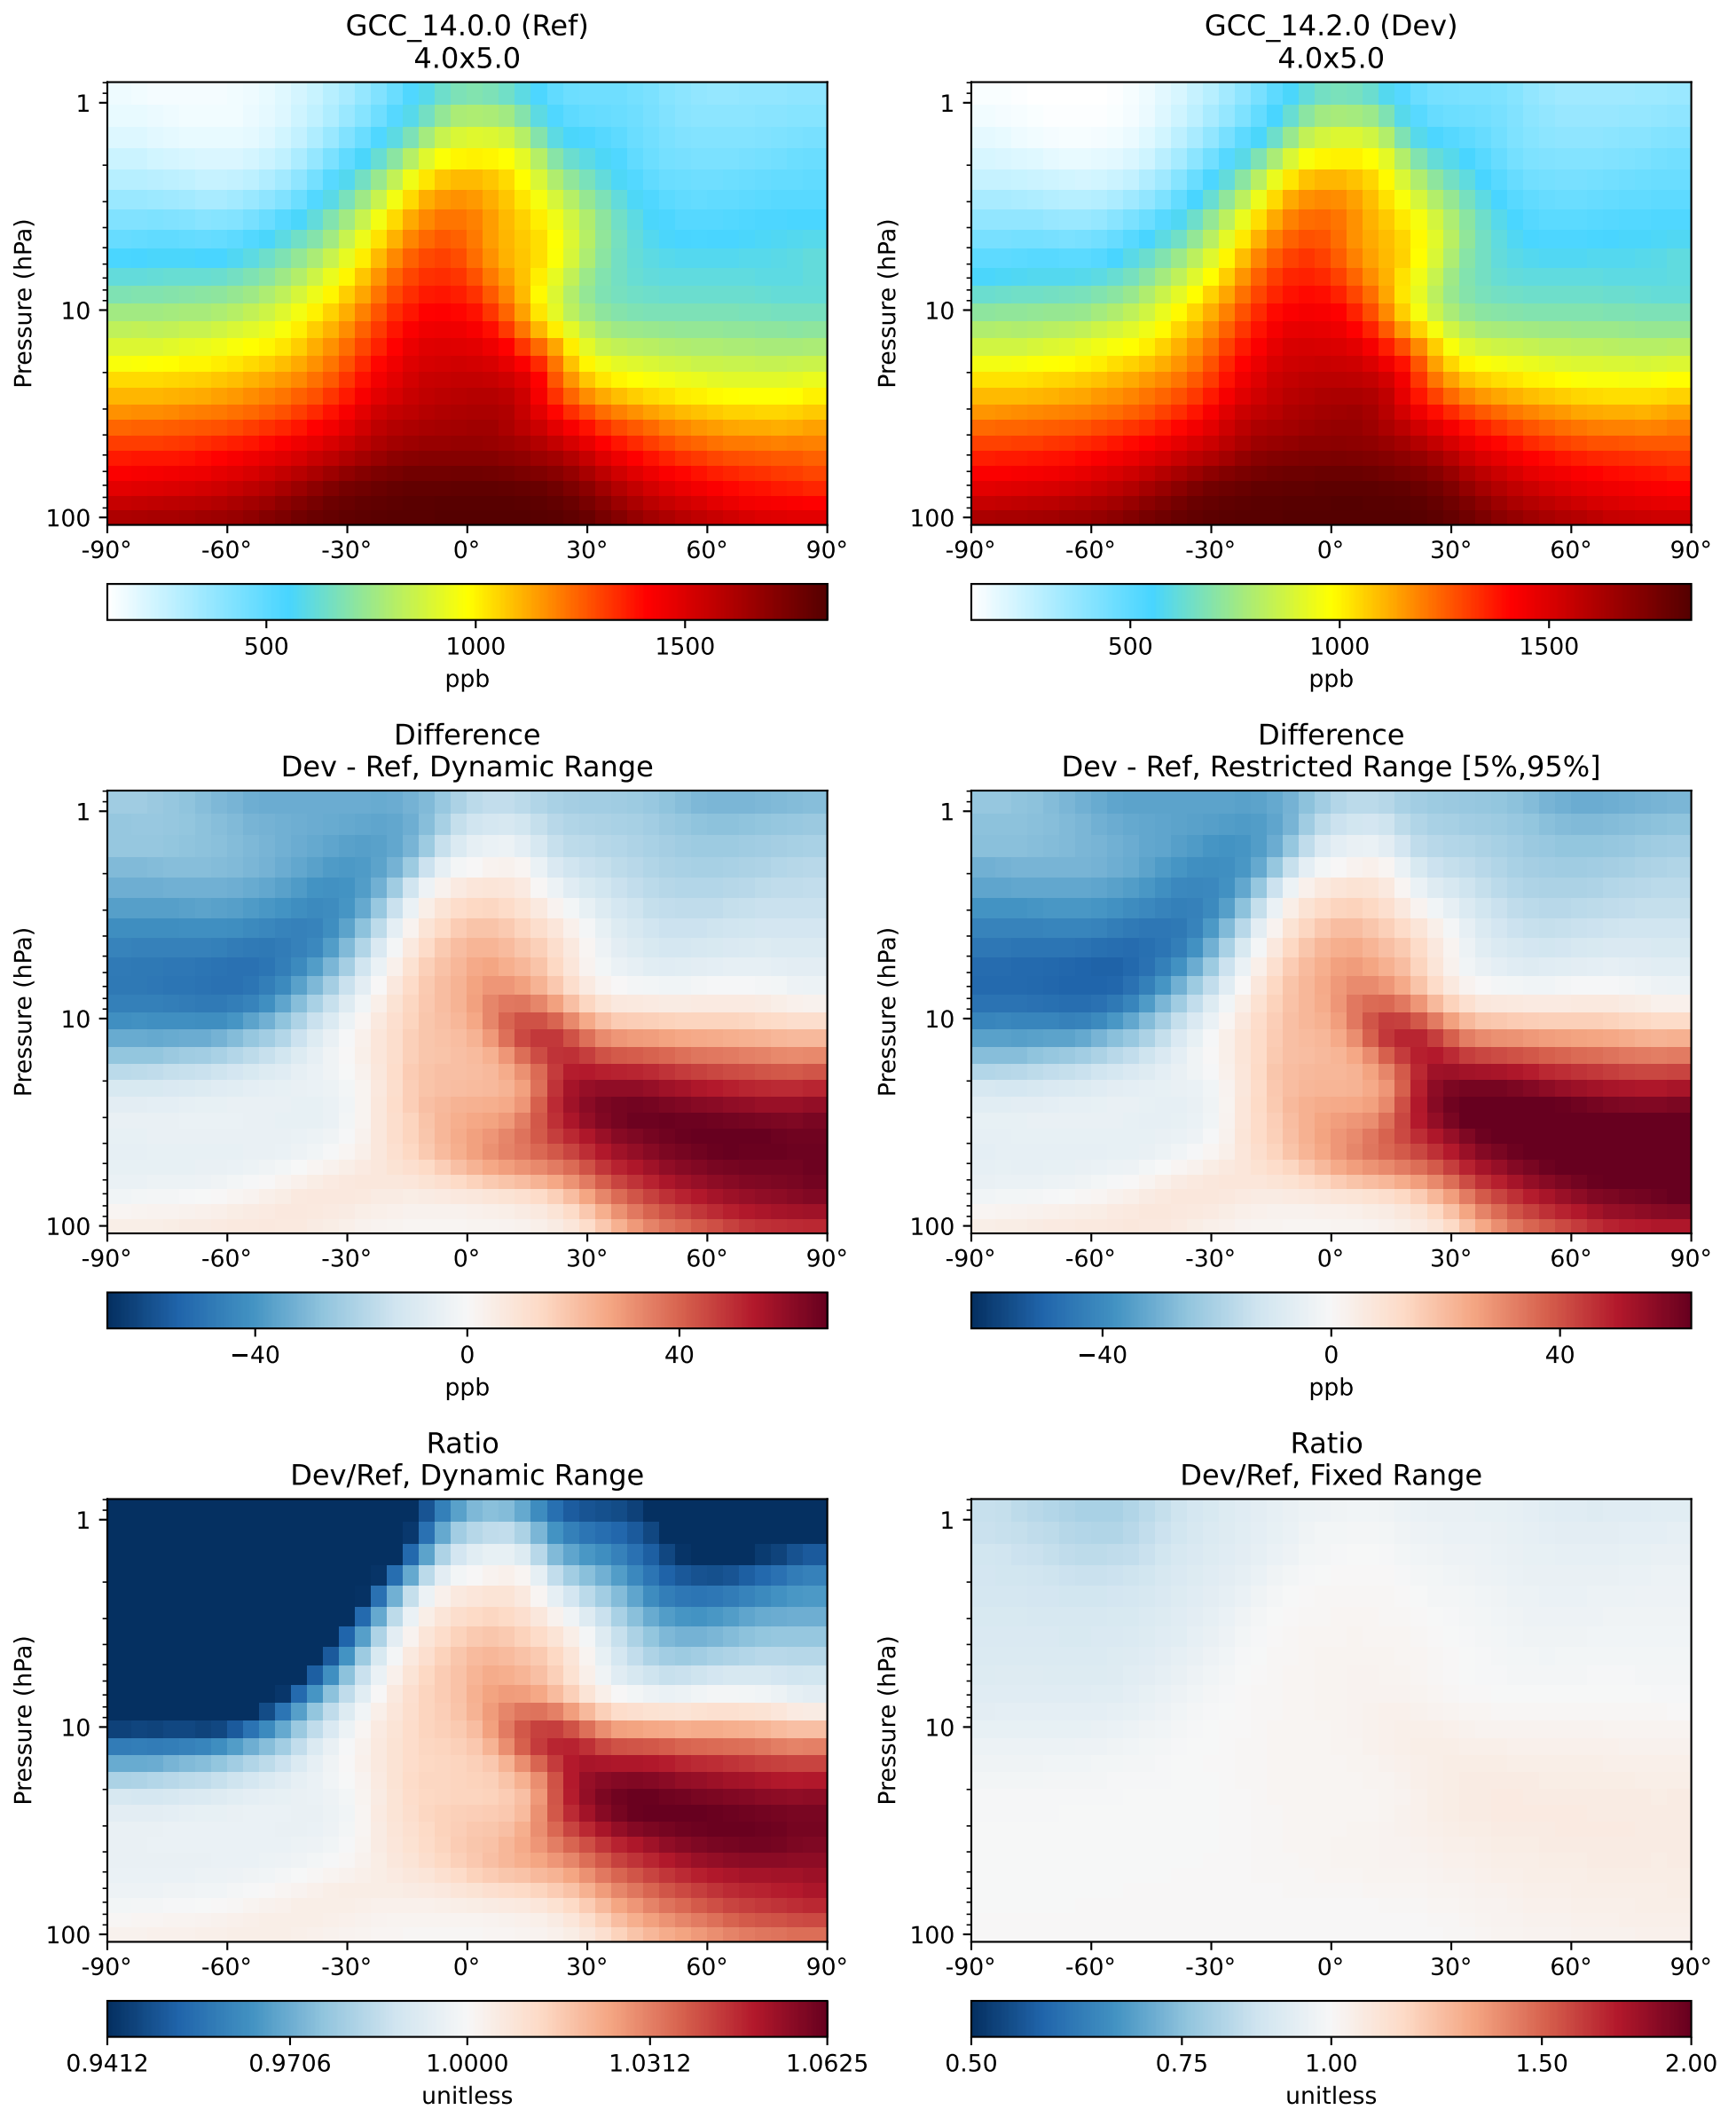 GCC_14.0.0 (Ref)
4.0x5.0
1
10
100
Pressure (hPa)
-90° -60° -30° 0° 30° 60° 90°
500 1000 1500
ppb
GCC_14.2.0 (Dev)
4.0x5.0
1
10
100
Pressure (hPa)
-90° -60° -30° 0° 30° 60° 90°
500 1000 1500
ppb
Difference
Dev - Ref, Dynamic Range
1
10
100
Pressure (hPa)
-90° -60° -30° 0° 30° 60° 90°
−40 0 40
ppb
Difference
Dev - Ref, Restricted Range [5%,95%]
1
10
100
Pressure (hPa)
-90° -60° -30° 0° 30° 60° 90°
−40 0 40
ppb
Ratio
Dev/Ref, Dynamic Range
1
10
100
Pressure (hPa)
-90° -60° -30° 0° 30° 60° 90°
0.9412 0.9706 1.0000 1.0312 1.0625
unitless
Ratio
Dev/Ref, Fixed Range
1
10
100
Pressure (hPa)
-90° -60° -30° 0° 30° 60° 90°
0.50 0.75 1.00 1.50 2.00
unitless